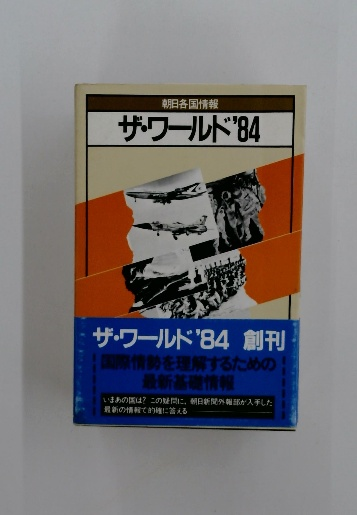 朝日各国情報
ザ・ワールド'84
ザ・ワールド'84 創刊
国際情勢を理解するための
最新基礎情報
いまあの国は?この疑問に、朝日新聞外報部が入手した
最新の情報で的確に答える